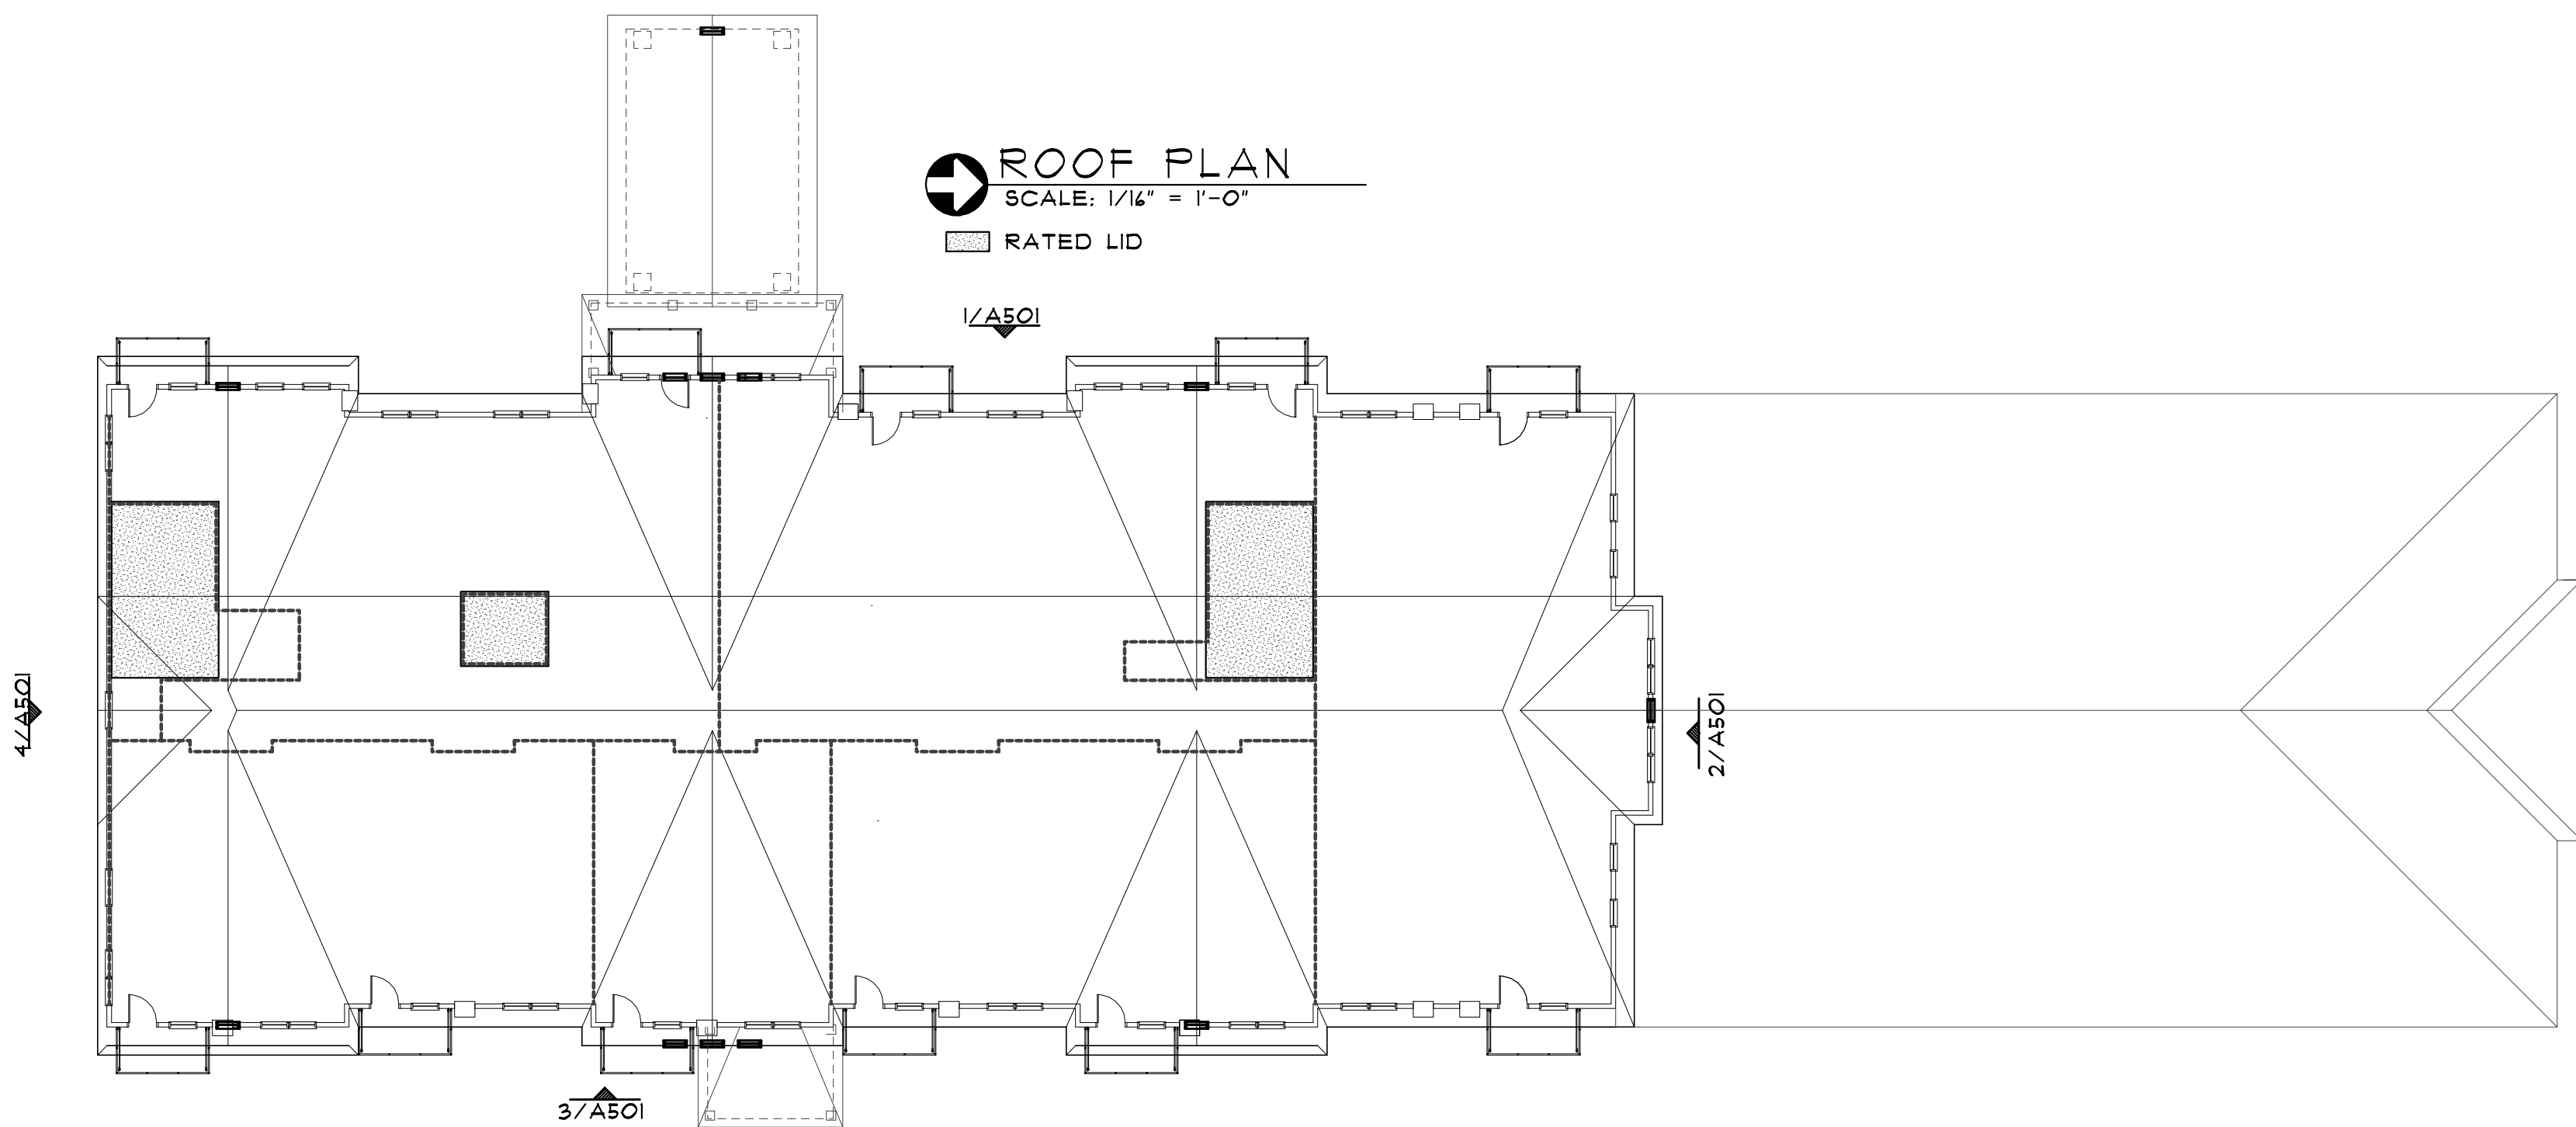 ROOF PLAN
SCALE: 1/16" = 1'-0"
RATED LID
1/A501
4/A501
2/A501
3/A501